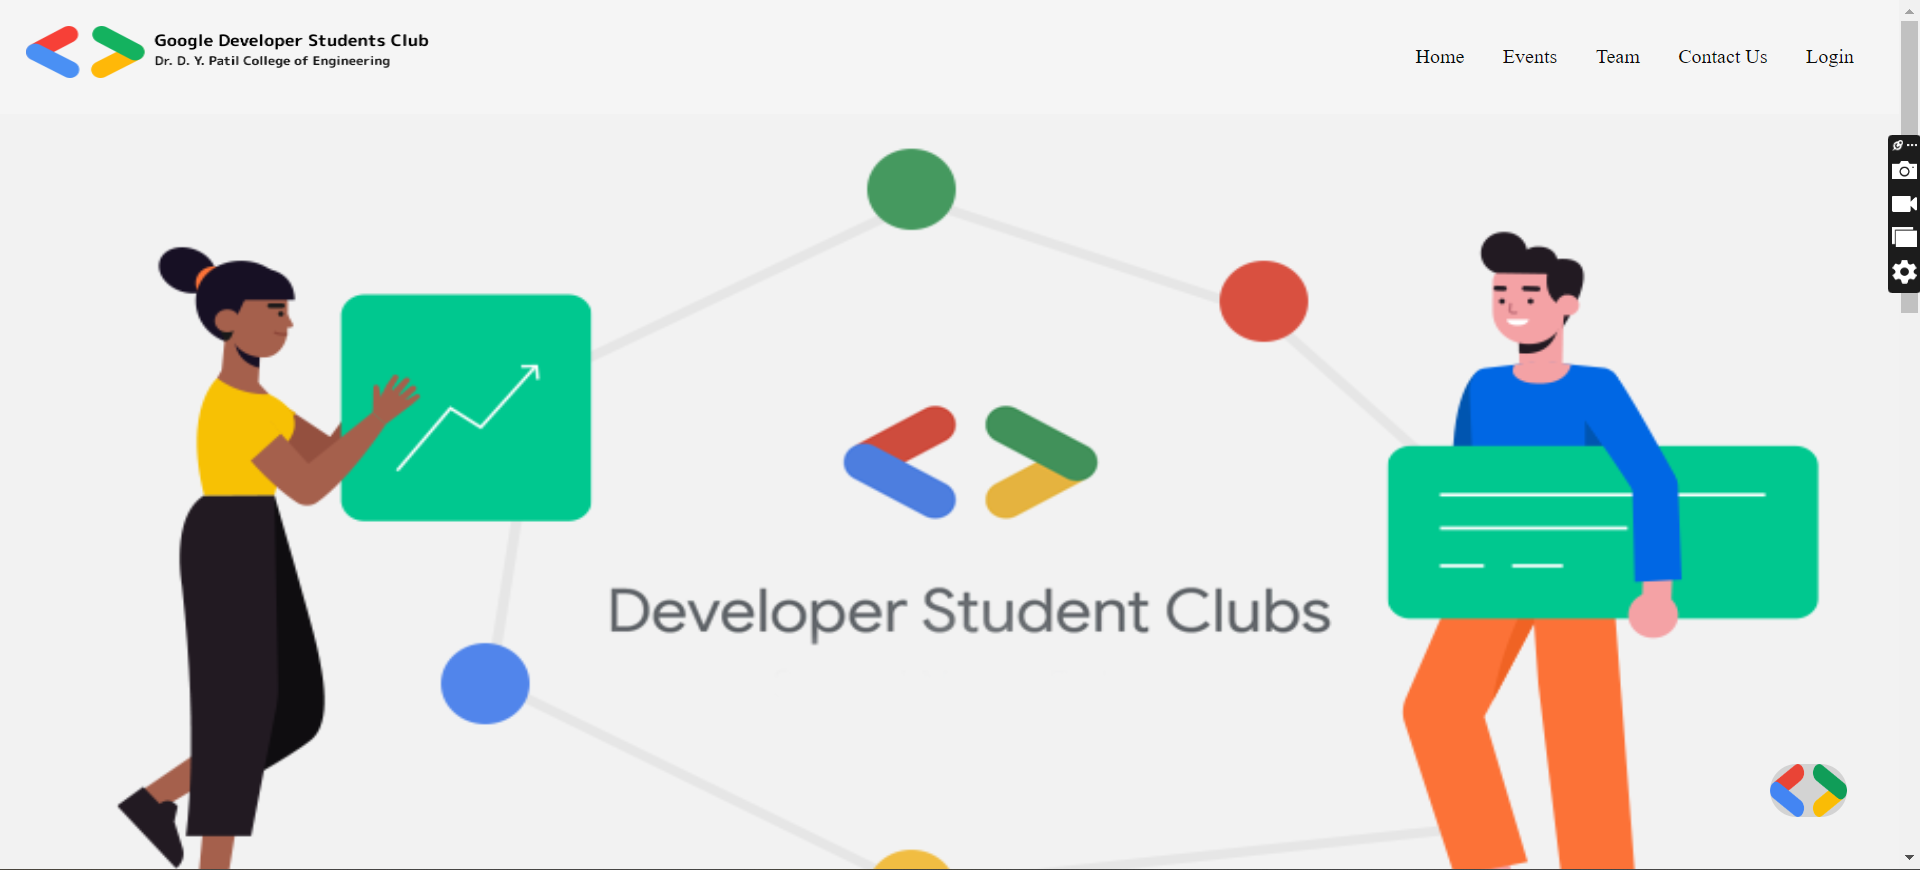 Google Developer Students Club
Dr. D. Y. Patil College of Engineering
Home Events Team Contact Us Login
Developer Student Clubs